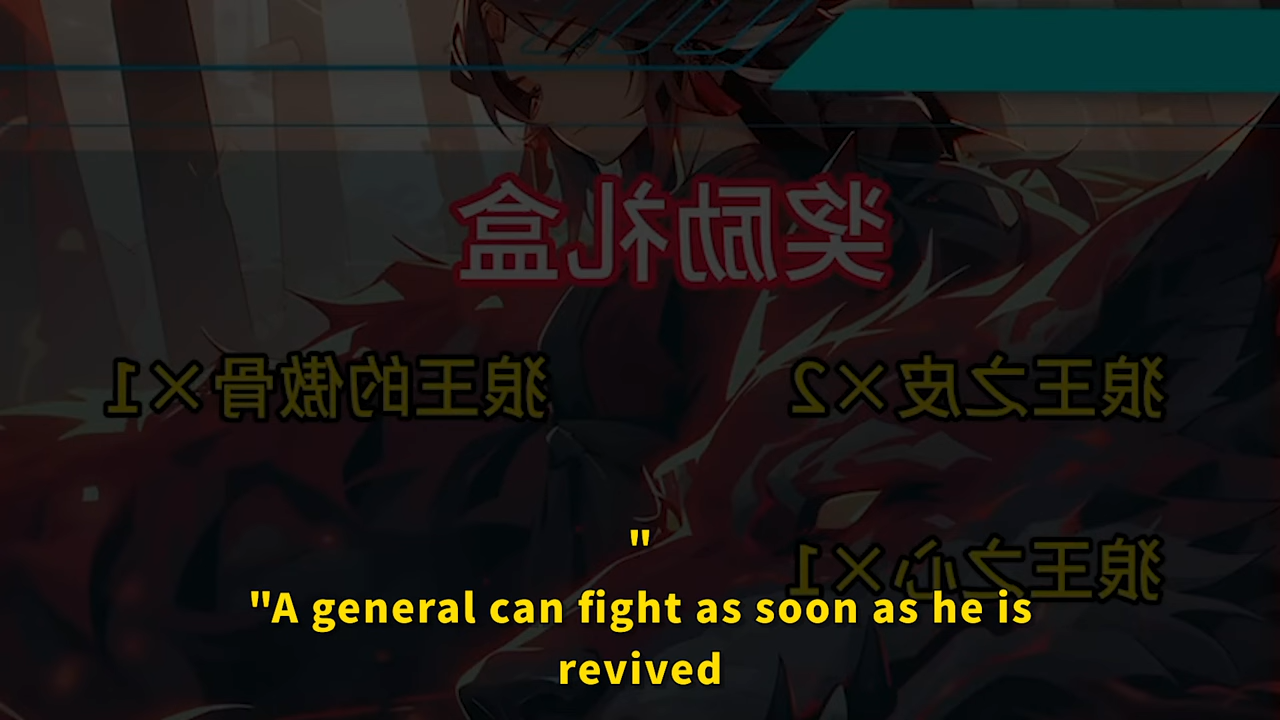 奖励礼盒
狼王之皮×2
狼王的傲骨×1
狼王之心×1
"
"A general can fight as soon as he is
revived